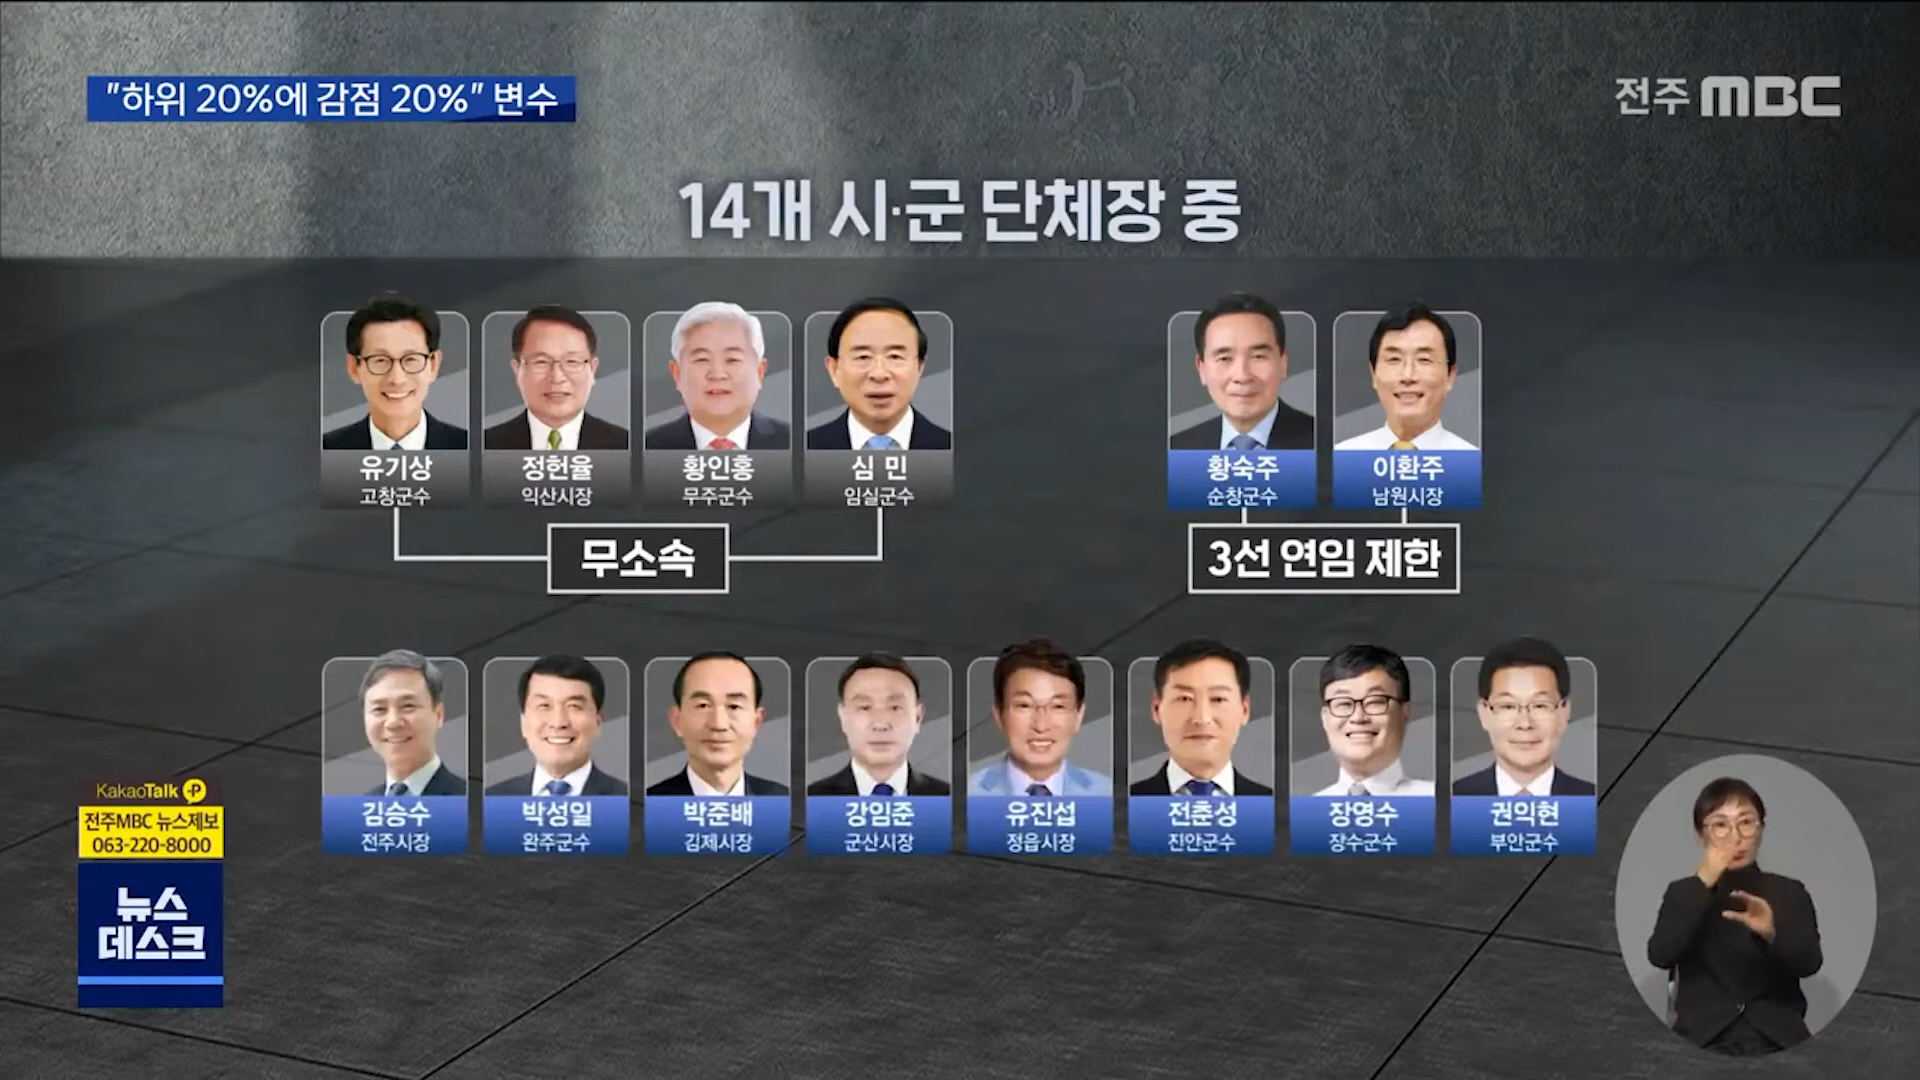 "하위 20%에 감점 20%" 변수
전주 MBC
14개 시·군 단체장 중
유기상 정헌율 황인홍 심 민 황숙주 이환주
고창군수 익산시장 무주군수 임실군수 순창군수 남원시장
무소속 3선 연임 제한
김승수 박성일 박준배 강임준 유진섭 전춘성 장영수 권익현
전주시장 완주군수 김제시장 군산시장 정읍시장 진안군수 장수군수 부안군수
KakaoTalk P
전주MBC 뉴스제보
063-220-8000
뉴스
데스크